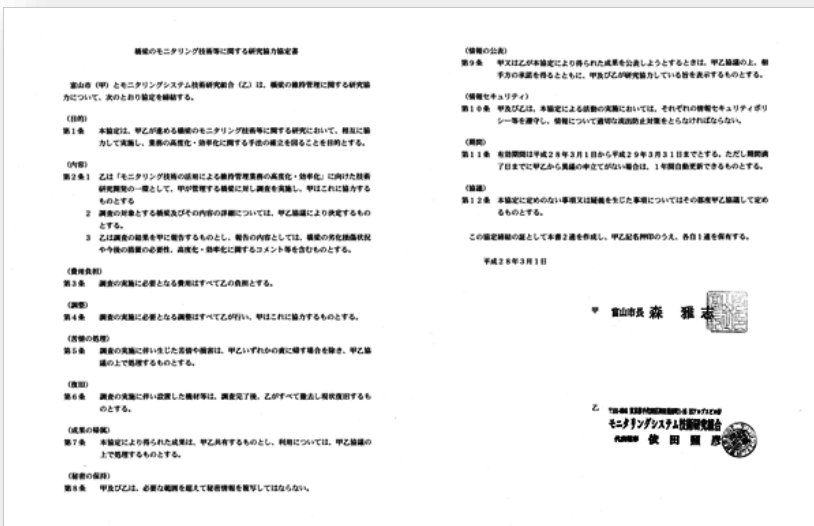 橋梁のモニタリング技術等に関する研究協力協定書
富山市（甲）とモニタリングシステム技術研究組合（乙）は、橋梁の維持管理に関する研究協
力について、次のとおり協定を締結する。
（目的）
第1条 本協定は、甲乙が進める橋梁のモニタリング技術等に関する研究において、相互に協
力して実施し、業務の高度化・効率化に関する手法の確立を図ることを目的とする。
（内容）
第2条1 乙は「モニタリング技術の活用による維持管理業務の高度化・効率化」に向けた技術
研究開発の一環として、甲が管理する橋梁に対し調査を実施し、甲はこれに協力する
ものとする
2 調査の対象とする橋梁及びその内容の詳細については、甲乙協議により決定するもの
とする。
3 乙は調査の結果を甲に報告するものとし、報告の内容としては、橋梁の劣化損傷状況
や今後の措置の必要性、高度化・効率化に関するコメント等を含むものとする。
（費用負担）
第3条 調査の実施に必要となる費用はすべて乙の負担とする。
（調整）
第4条 調査の実施に必要となる調整はすべて乙が行い、甲はこれに協力するものとする。
（苦情の処理）
第5条 調査の実施に伴い生じた苦情や損害は、甲乙いずれかの責に帰す場合を除き、甲乙協
議の上で処理するものとする。
（復旧）
第6条 調査の実施に伴い設置した機材等は、調査完了後、乙がすべて撤去し現状復旧するも
のとする。
（成果の帰属）
第7条 本協定により得られた成果は、甲乙共有するものとし、利用については、甲乙協議の
上で処理するものとする。
（秘密の保持）
第8条 甲及び乙は、必要な範囲を超えて秘密情報を複写してはならない。
（情報の公表）
第9条 甲又は乙が本協定により得られた成果を公表しようとするときは、甲乙協議の上、相
手方の承諾を得るとともに、甲及び乙が研究協力している旨を表示するものとする。
（情報セキュリティ）
第10条 甲及び乙は、本協定による活動の実施においては、それぞれの情報セキュリティポリ
シー等を遵守し、情報について適切な流出防止対策をとらなければならない。
（期間）
第11条 有効期間は平成28年3月1日から平成29年3月31日までとする。ただし期間満
了日までに甲乙から異議の申立てがない場合は、1年間自動更新できるものとする。
（協議）
第12条 本協定に定めのない事項又は疑義を生じた事項についてはその都度甲乙協議して定め
るものとする。
この協定締結の証として本書2通を作成し、甲乙記名押印のうえ、各自1通を保有する。
平成28年3月1日
甲 富山市長 森 雅 志
乙
モニタリングシステム技術研究組合
代表理事 依 田 照 彦